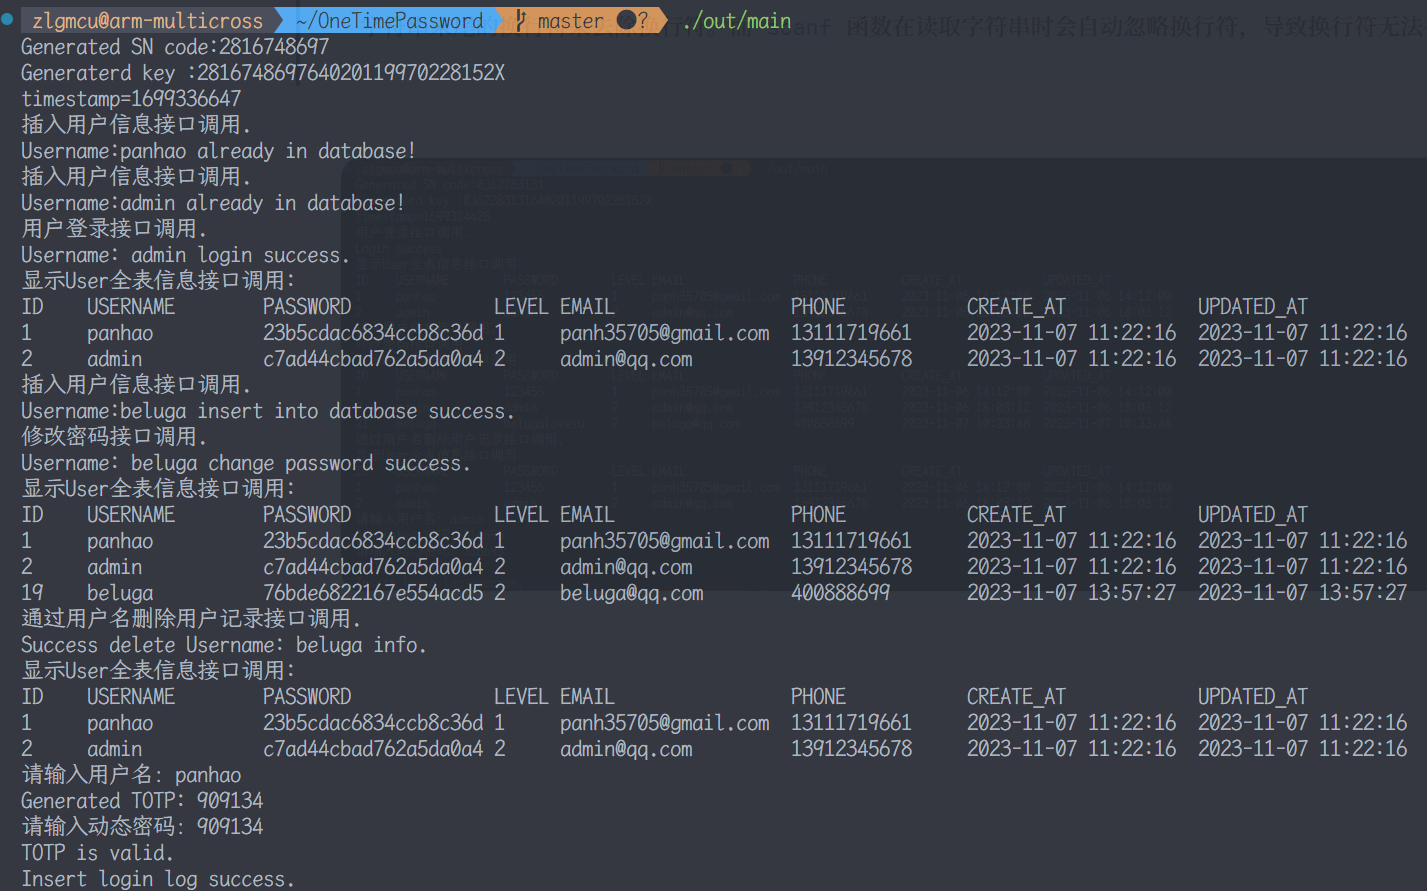 zlgmcu@arm-multicross ~/OneTimePassword master ●? ./out/main
Generated SN code:2816748697
Generaterd key :281674869764020119970228152X
timestamp=1699336647
插入用户信息接口调用.
Username:panhao already in database!
插入用户信息接口调用.
Username:admin already in database!
用户登录接口调用.
Username: admin login success.
显示User全表信息接口调用:
ID USERNAME PASSWORD LEVEL EMAIL PHONE CREATE_AT UPDATED_AT
1 panhao 23b5cdac6834ccb8c36d 1 panh35705@gmail.com 13111719661 2023-11-07 11:22:16 2023-11-07 11:22:16
2 admin c7ad44cbad762a5da0a4 2 admin@qq.com 13912345678 2023-11-07 11:22:16 2023-11-07 11:22:16
插入用户信息接口调用.
Username:beluga insert into database success.
修改密码接口调用.
Username: beluga change password success.
显示User全表信息接口调用:
ID USERNAME PASSWORD LEVEL EMAIL PHONE CREATE_AT UPDATED_AT
1 panhao 23b5cdac6834ccb8c36d 1 panh35705@gmail.com 13111719661 2023-11-07 11:22:16 2023-11-07 11:22:16
2 admin c7ad44cbad762a5da0a4 2 admin@qq.com 13912345678 2023-11-07 11:22:16 2023-11-07 11:22:16
19 beluga 76bde6822167e554acd5 2 beluga@qq.com 400888699 2023-11-07 13:57:27 2023-11-07 13:57:27
通过用户名删除用户记录接口调用.
Success delete Username: beluga info.
显示User全表信息接口调用:
ID USERNAME PASSWORD LEVEL EMAIL PHONE CREATE_AT UPDATED_AT
1 panhao 23b5cdac6834ccb8c36d 1 panh35705@gmail.com 13111719661 2023-11-07 11:22:16 2023-11-07 11:22:16
2 admin c7ad44cbad762a5da0a4 2 admin@qq.com 13912345678 2023-11-07 11:22:16 2023-11-07 11:22:16
请输入用户名: panhao
Generated TOTP: 909134
请输入动态密码: 909134
TOTP is valid.
Insert login log success.